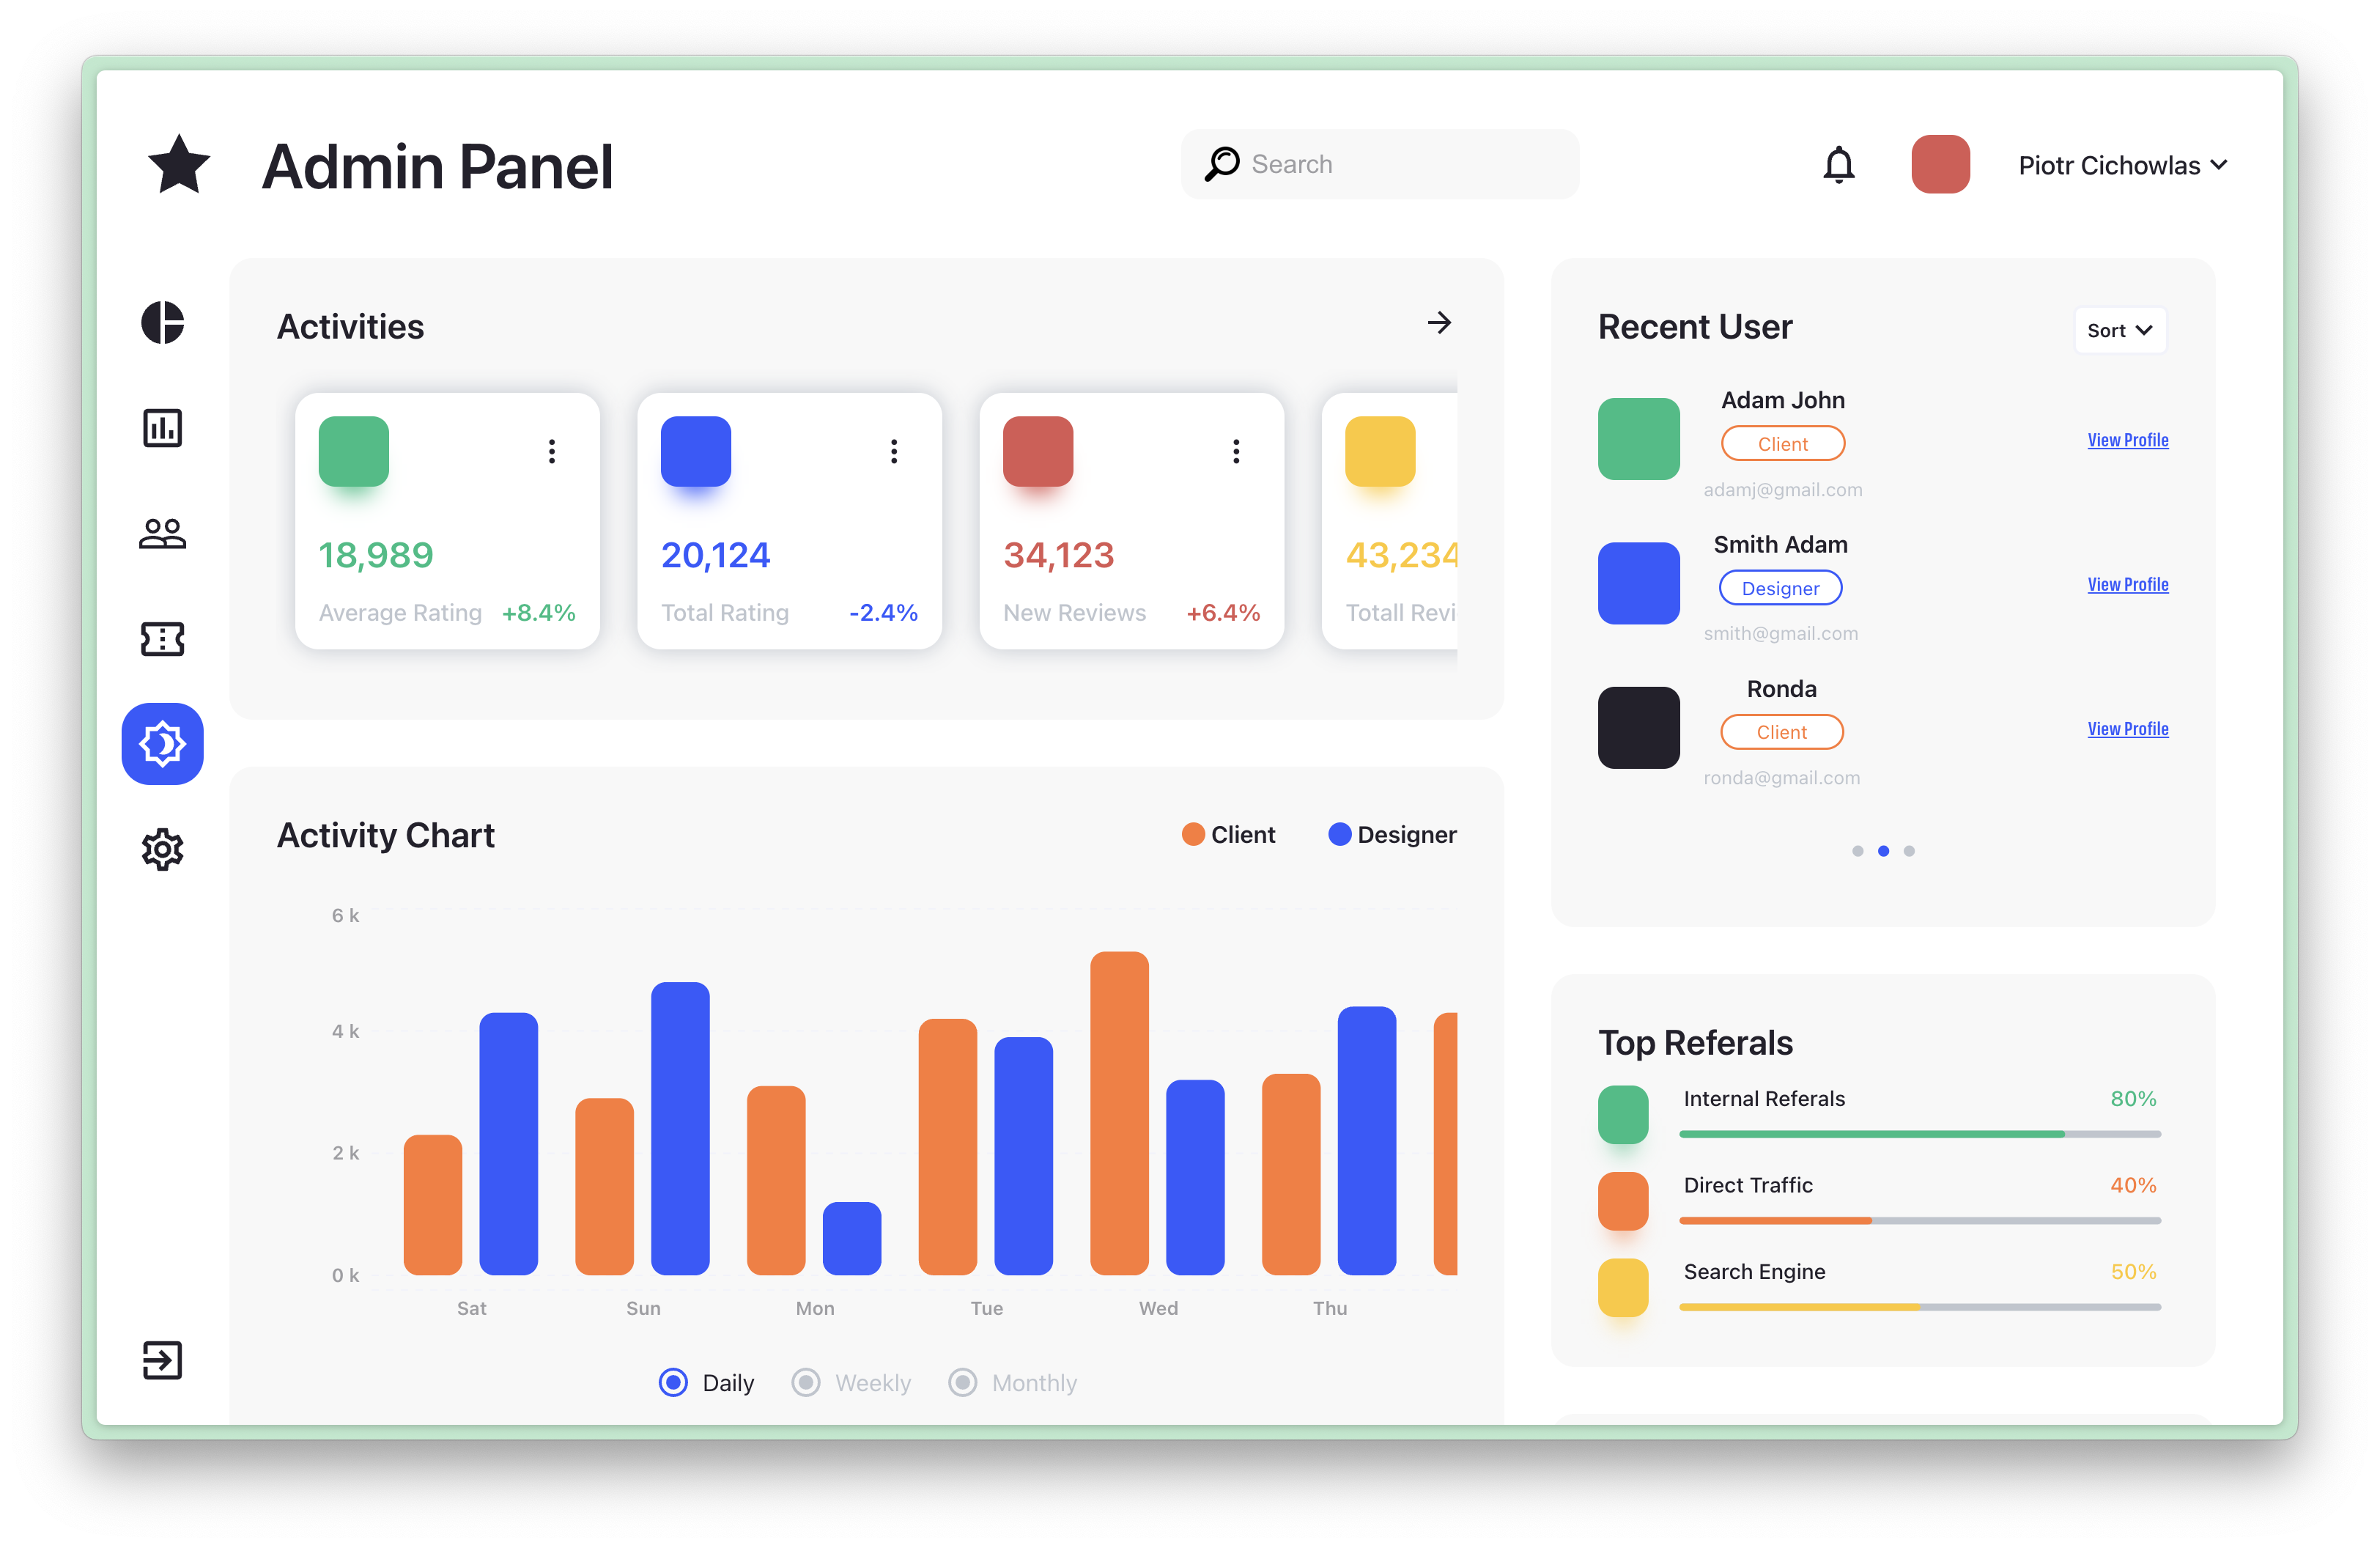 Admin Panel
Search
Piotr Cichowlas
Activities
18,989
Average Rating +8.4%
20,124
Total Rating -2.4%
34,123
New Reviews +6.4%
43,234
Totall Revi
Recent User
Sort
Adam John
Client
adamj@gmail.com
View Profile
Smith Adam
Designer
smith@gmail.com
View Profile
Ronda
Client
ronda@gmail.com
View Profile
Activity Chart
Client Designer
6 k
4 k
2 k
0 k
Sat Sun Mon Tue Wed Thu
Daily Weekly Monthly
Top Referals
Internal Referals 80%
Direct Traffic 40%
Search Engine 50%